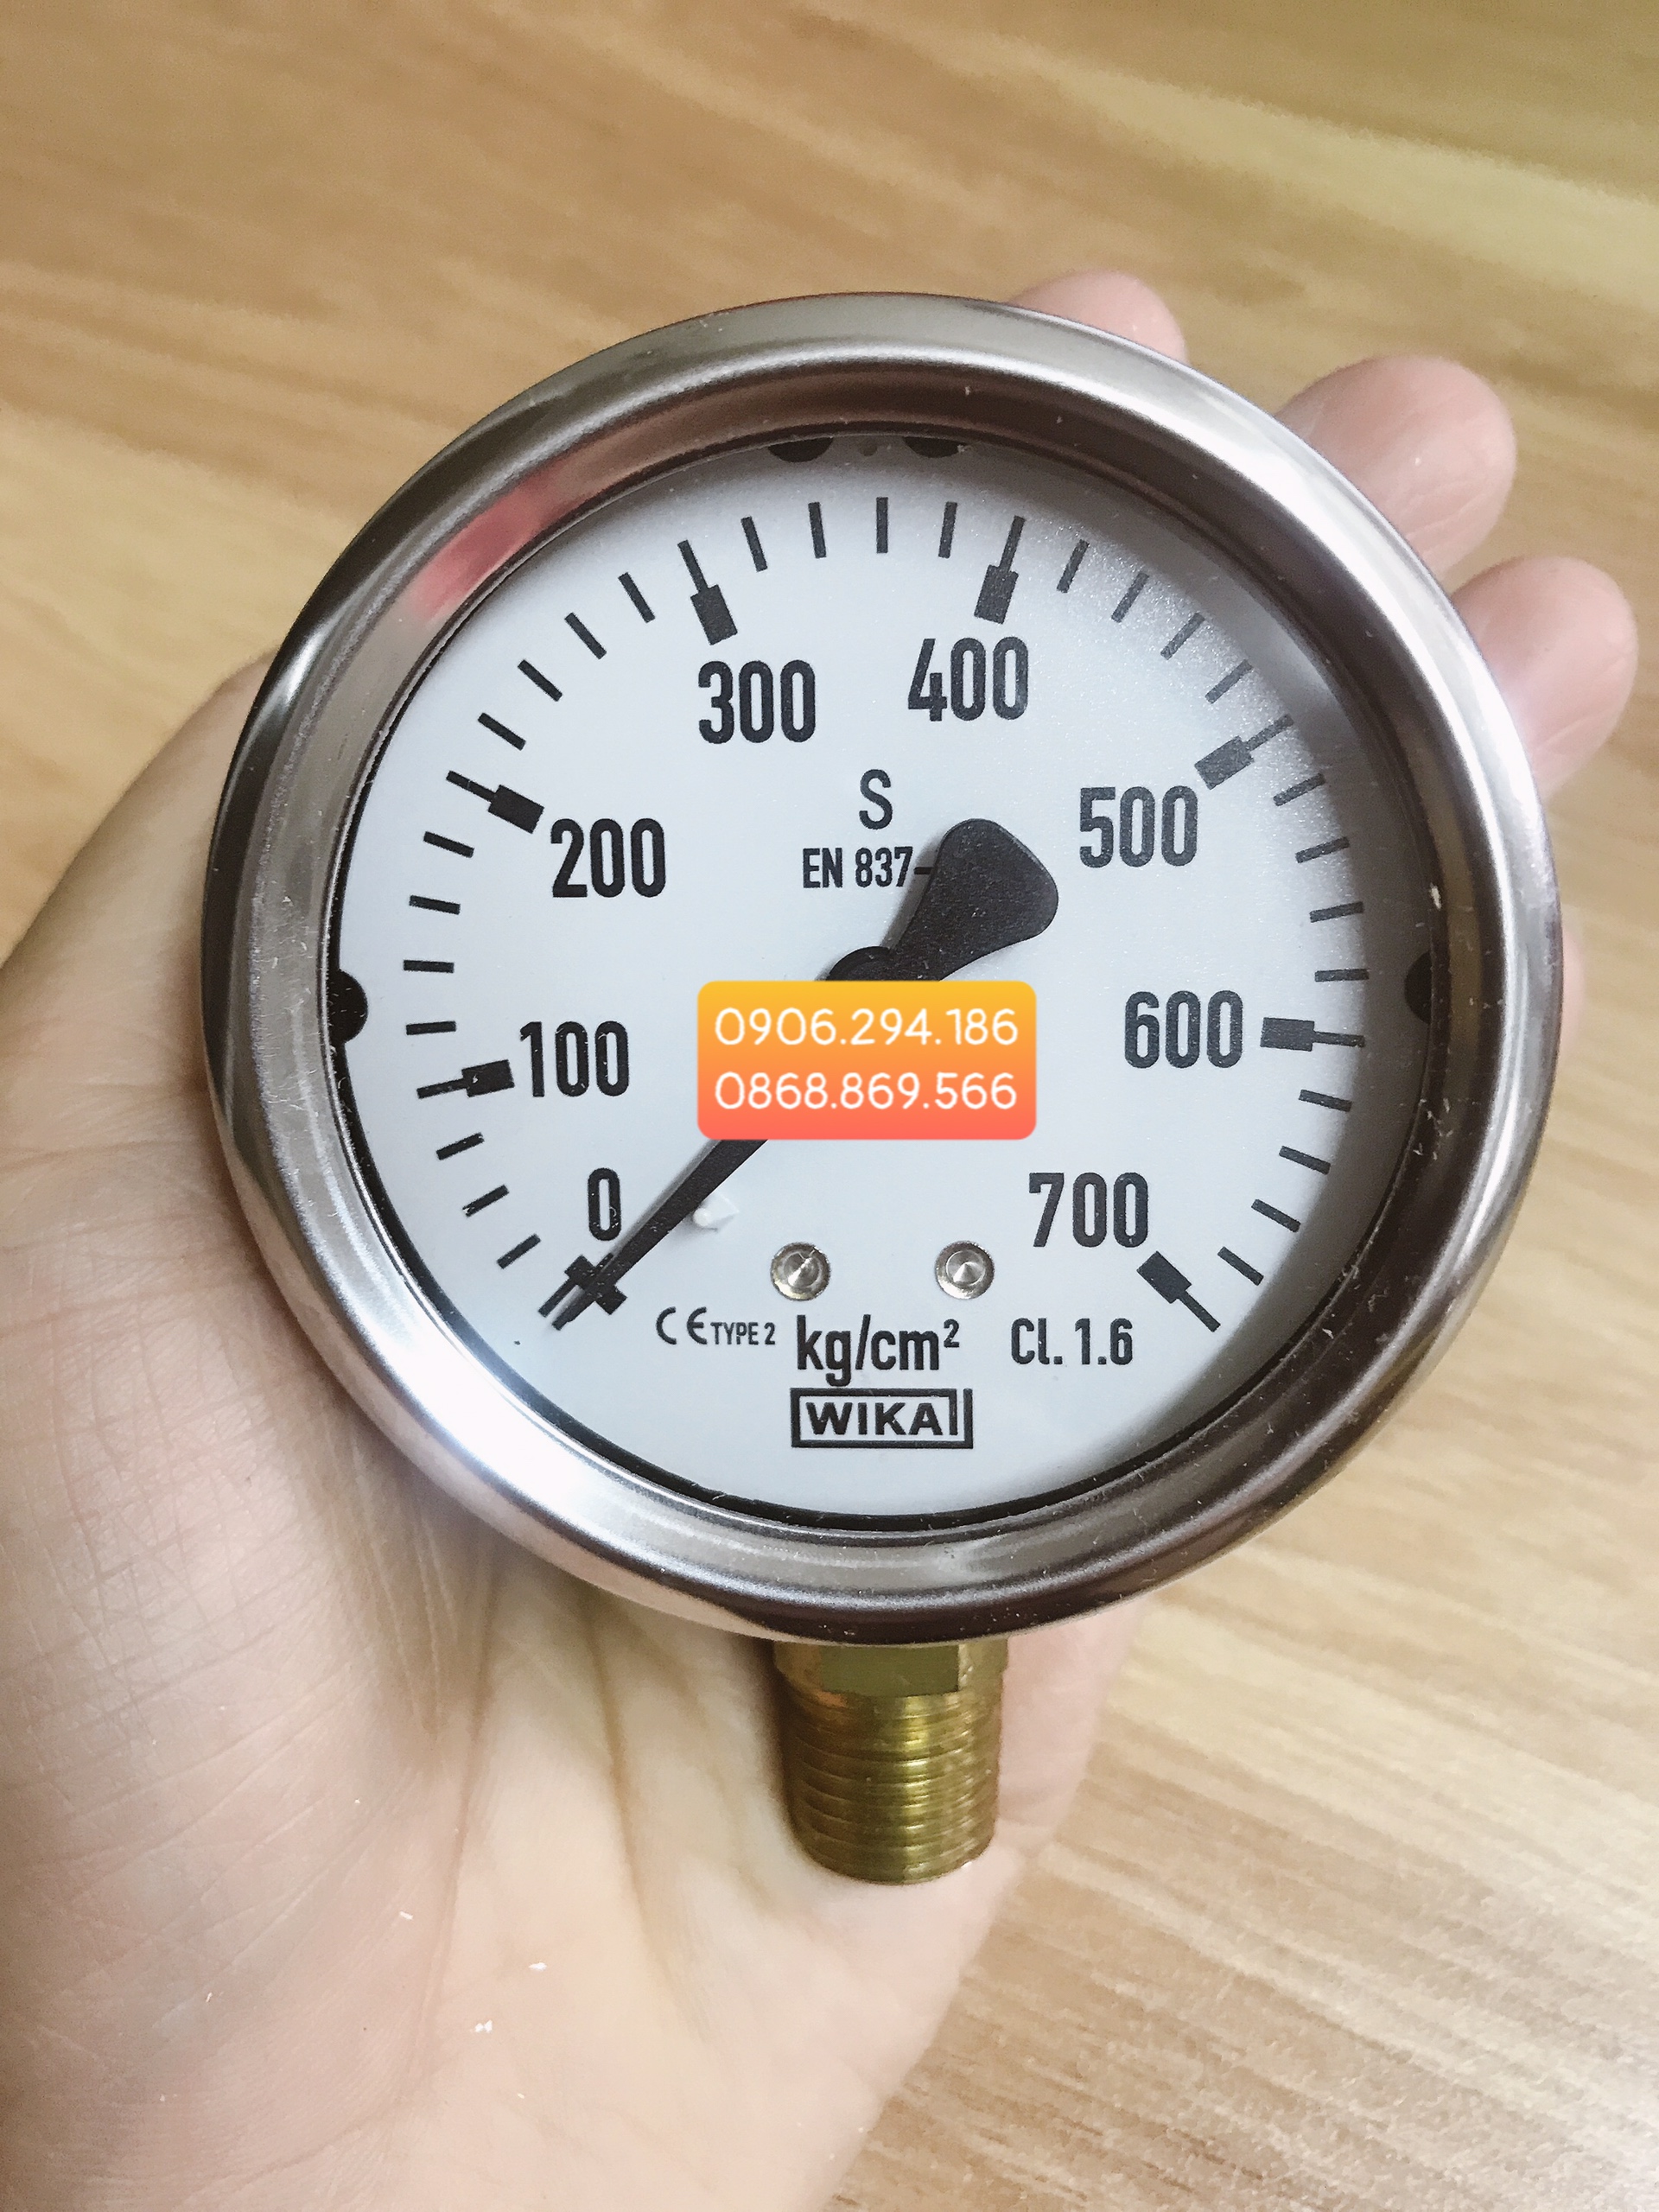 300 400
S
200 500
EN 837-
0906.294.186
100 600
0868.869.566
0 700
CE TYPE 2 kg/cm² Cl. 1.6
WIKA